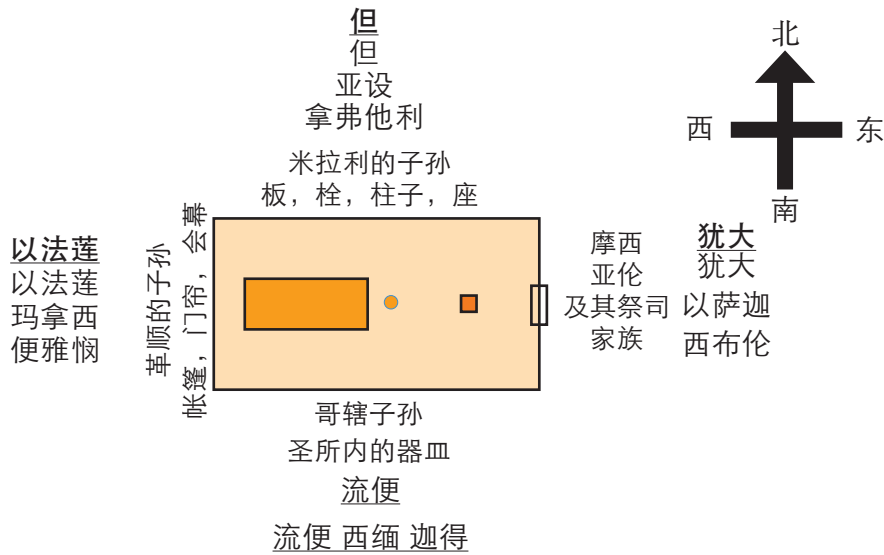 但
但
亚设
拿弗他利
米拉利的子孙
板，栓，柱子，座
北
西
东
南
以法莲
以法莲
玛拿西
便雅悯
革顺的子孙
帐篷，门帘，会幕
摩西
亚伦
及其祭司
家族
犹大
犹大
以萨迦
西布伦
哥辖子孙
圣所内的器皿
流便
流便 西缅 迦得